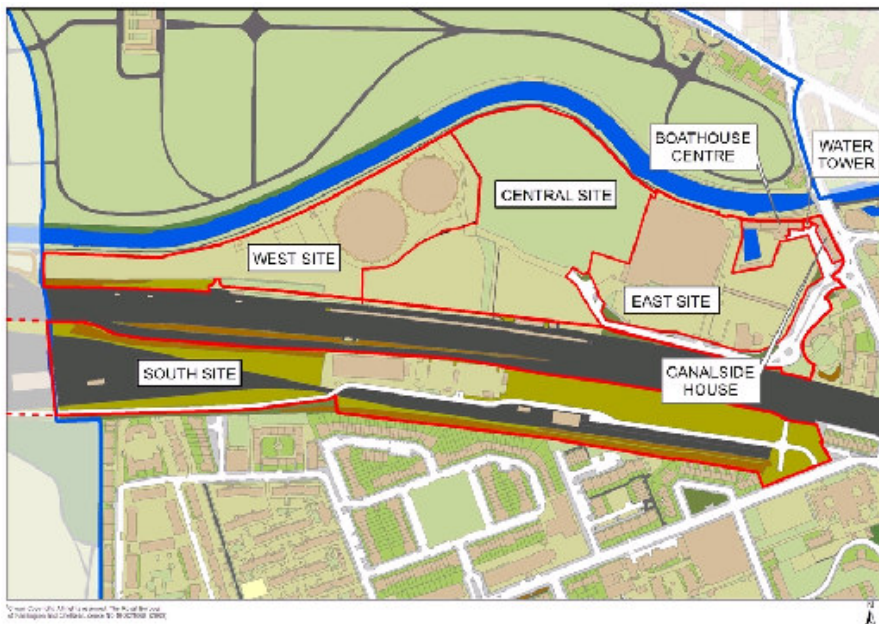 BOATHOUSE
CENTRE
WATER
TOWER
CENTRAL SITE
WEST SITE
EAST SITE
SOUTH SITE
CANALSIDE
HOUSE
N